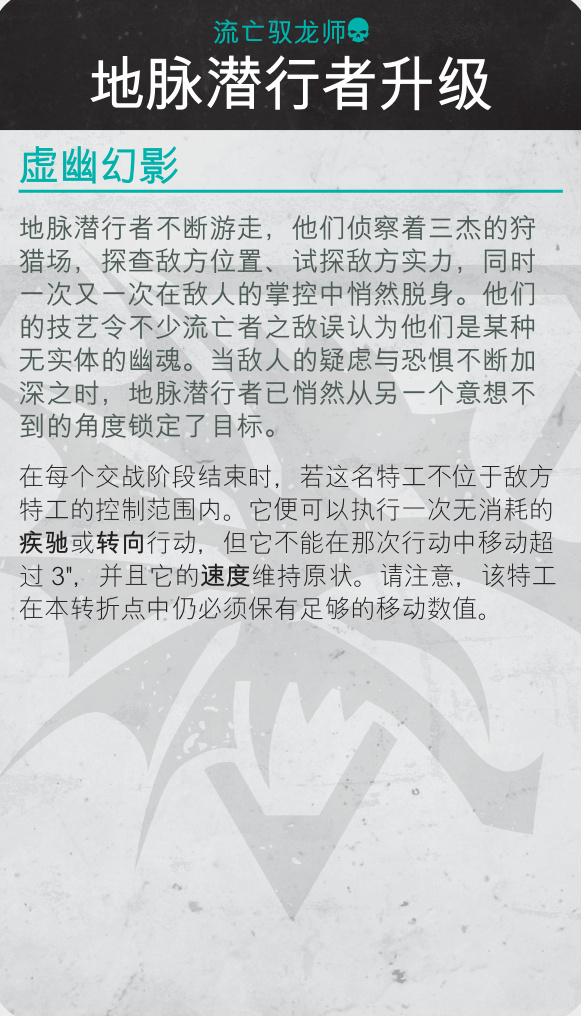 流亡驭龙师
地脉潜行者升级
虚幽幻影
地脉潜行者不断游走，他们侦察着三杰的狩
猎场，探查敌方位置、试探敌方实力，同时
一次又一次在敌人的掌控中悄然脱身。他们
的技艺令不少流亡者之敌误认为他们是某种
无实体的幽魂。当敌人的疑虑与恐惧不断加
深之时，地脉潜行者已悄然从另一个意想不
到的角度锁定了目标。
在每个交战阶段结束时，若这名特工不位于敌方
特工的控制范围内。它便可以执行一次无消耗的
疾驰或转向行动，但它不能在那次行动中移动超
过 3"，并且它的速度维持原状。请注意，该特工
在本转折点中仍必须保有足够的移动数值。